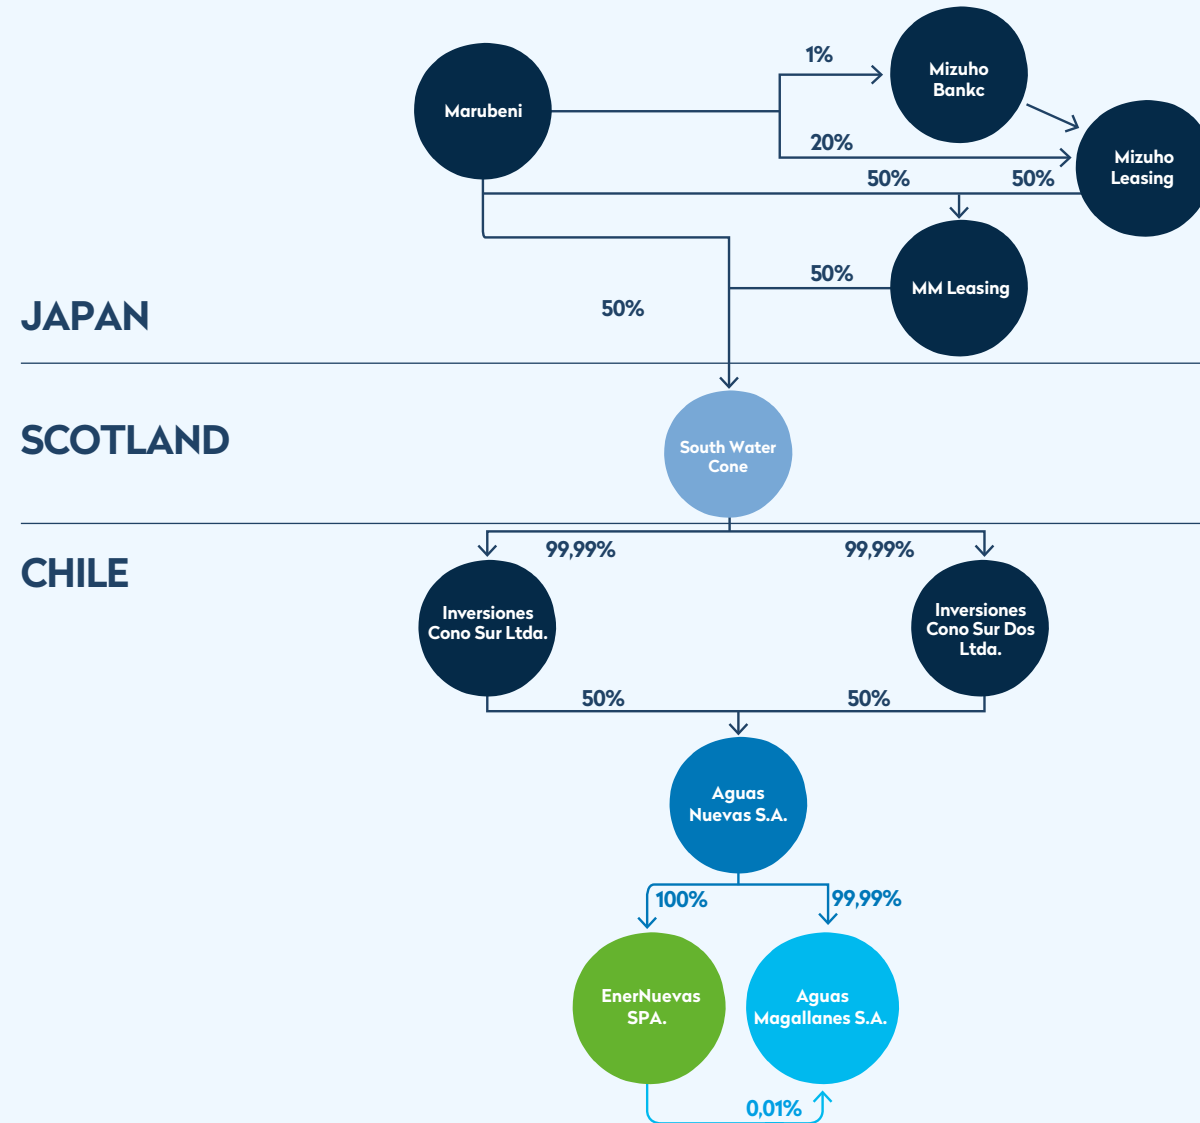 1%
Mizuho
Bankc
Marubeni
20%
Mizuho
Leasing
50%
50%
50%
MM Leasing
50%
JAPAN
SCOTLAND
South Water
Cone
CHILE
99,99%
99,99%
Inversiones
Cono Sur Ltda.
Inversiones
Cono Sur Dos
Ltda.
50%
50%
Aguas
Nuevas S.A.
100%
99,99%
EnerNuevas
SPA.
Aguas
Magallanes S.A.
0,01%